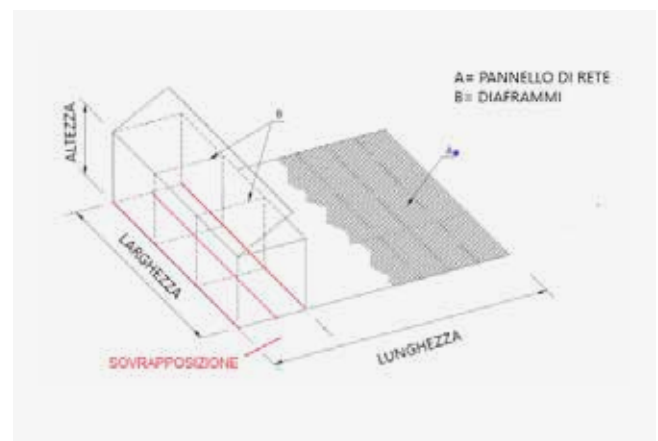 A= PANNELLO DI RETE
B= DIAFRAMMI
B
A
ALTEZZA
LARGHEZZA
SOVRAPPOSIZIONE
LUNGHEZZA